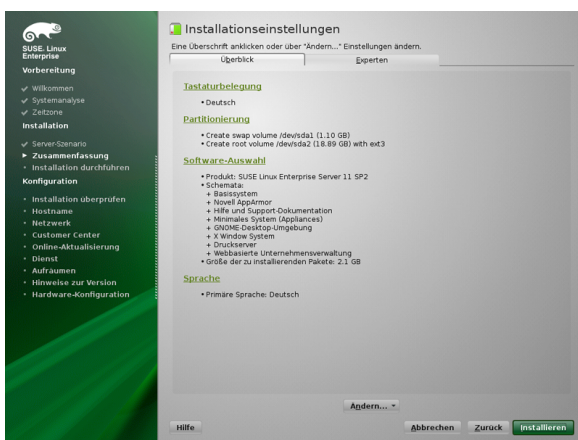 SUSE. Linux
Enterprise
Vorbereitung
Willkommen
Systemanalyse
Zeitzone
Installation
Server-Szenario
Zusammenfassung
Installation durchführen
Konfiguration
Installation überprüfen
Hostname
Netzwerk
Customer Center
Online-Aktualisierung
Dienst
Aufräumen
Hinweise zur Version
Hardware-Konfiguration
Installationseinstellungen
Eine Überschrift anklicken oder über "Ändern..." Einstellungen ändern.
Überblick
Experten
Tastaturbelegung
• Deutsch
Partitionierung
• Create swap volume /dev/sda1 (1.10 GB)
• Create root volume /dev/sda2 (18.89 GB) with ext3
Software-Auswahl
• Produkt: SUSE Linux Enterprise Server 11 SP2
• Schemata:
+ Basissystem
+ Novell AppArmor
+ Hilfe und Support-Dokumentation
+ Minimales System (Appliances)
+ GNOME-Desktop-Umgebung
+ X Window System
+ Druckserver
+ Webbasierte Unternehmensverwaltung
• Größe der zu installierenden Pakete: 2.1 GB
Sprache
• Primäre Sprache: Deutsch
Ändern...
Hilfe
Abbrechen
Zurück
Installieren